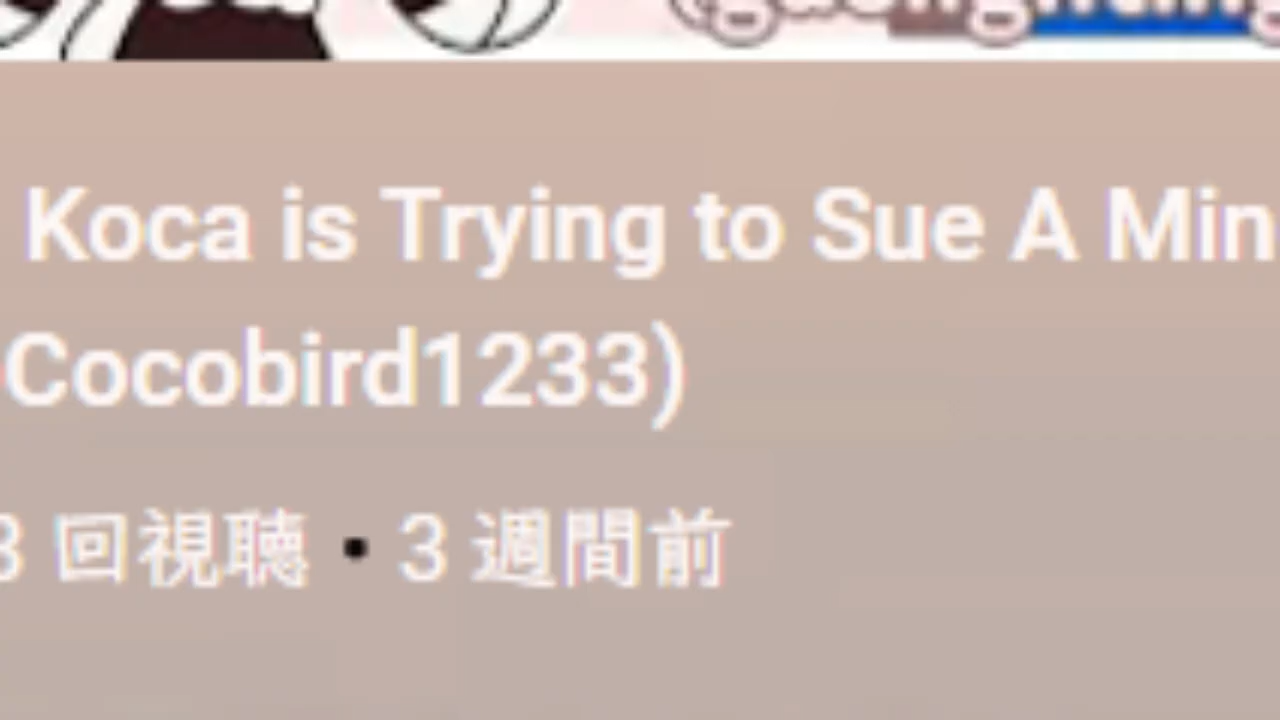 Koca is Trying to Sue A Min
Cocobird1233)
3 回視聴・3 週間前